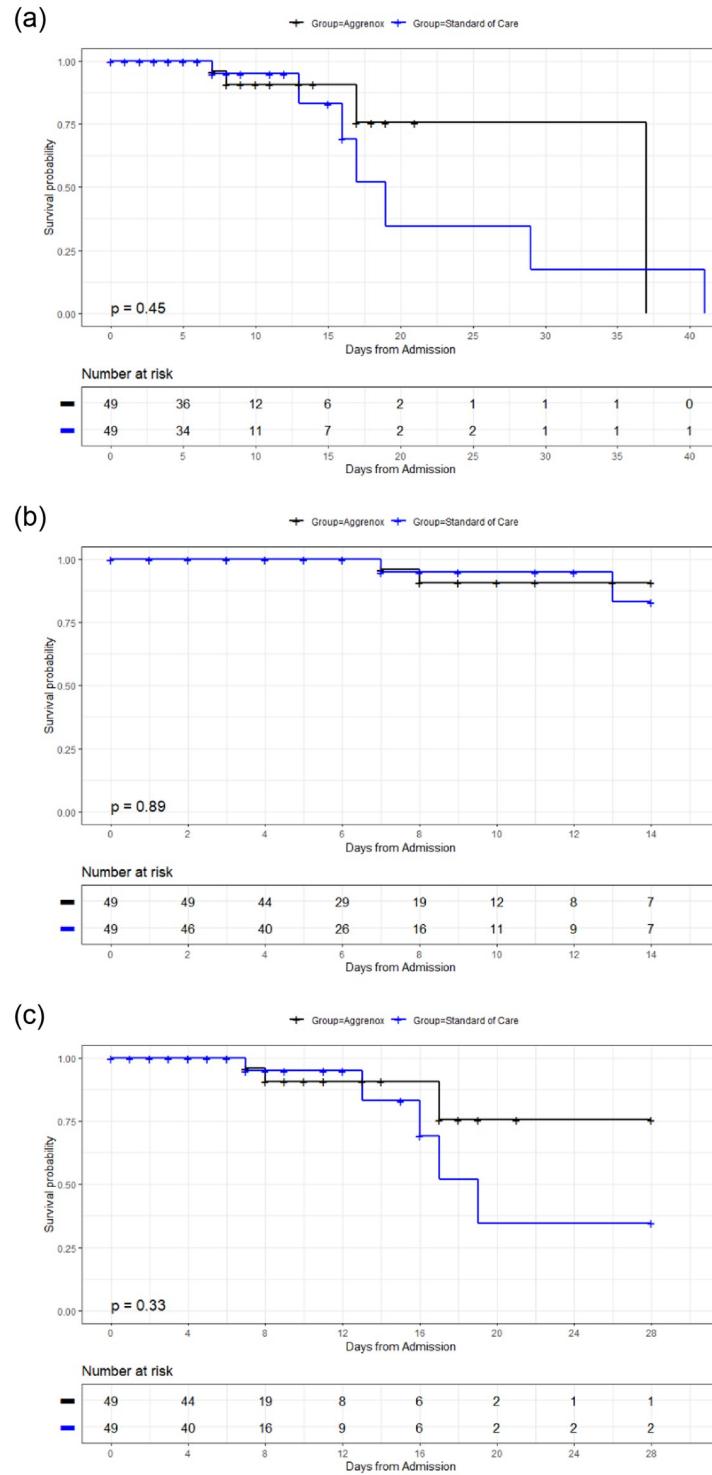 (a)
Group=Aggrenox Group=Standard of Care
1.00
0.75
0.50
0.25
0.00
Survival probability
p = 0.45
0 5 10 15 20 25 30 35 40
Days from Admission
Number at risk
49 36 12 6 2 1 1 1 0
49 34 11 7 2 2 1 1 1
0 5 10 15 20 25 30 35 40
Days from Admission
(b)
Group=Aggrenox Group=Standard of Care
1.00
0.75
0.50
0.25
0.00
Survival probability
p = 0.89
0 2 4 6 8 10 12 14
Days from Admission
Number at risk
49 49 44 29 19 12 8 7
49 46 40 26 16 11 9 7
0 2 4 6 8 10 12 14
Days from Admission
(c)
Group=Aggrenox Group=Standard of Care
1.00
0.75
0.50
0.25
0.00
Survival probability
p = 0.33
0 4 8 12 16 20 24 28
Days from Admission
Number at risk
49 44 19 8 6 2 1 1
49 40 16 9 6 2 2 2
0 4 8 12 16 20 24 28
Days from Admission